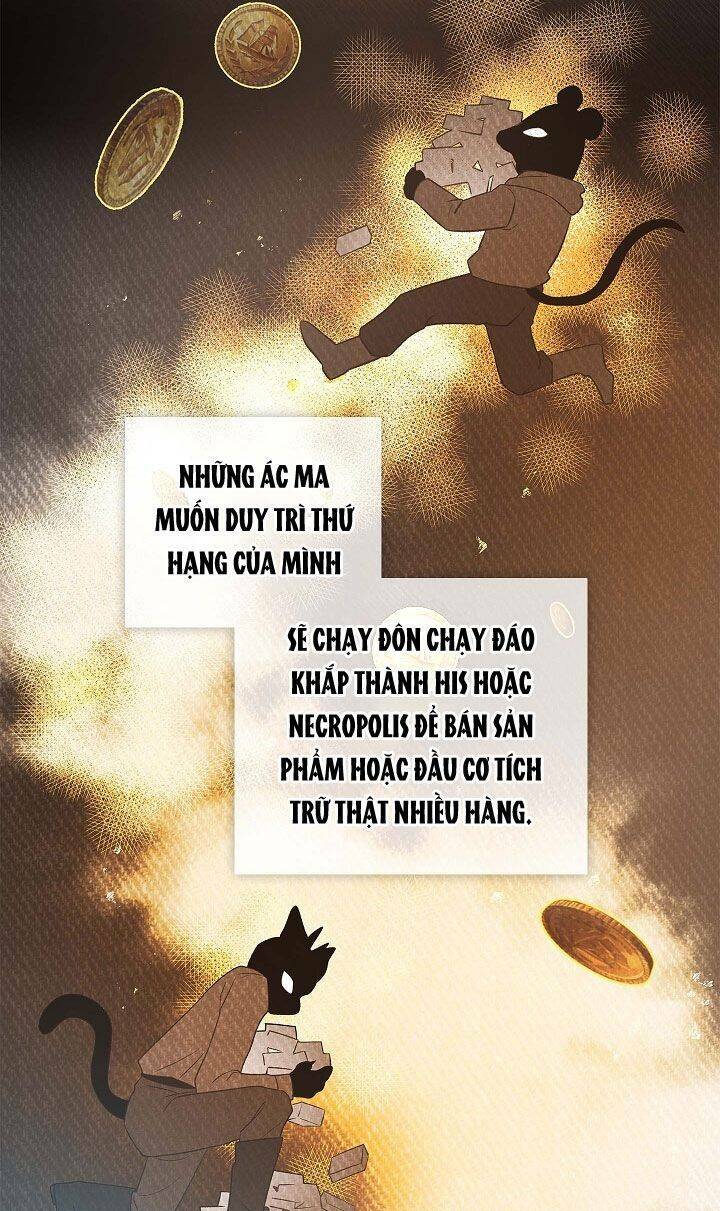 NHỮNG ÁC MA
MUỐN DUY TRÌ THỨ
HẠNG CỦA MÌNH
SẼ CHẠY ĐÔN CHẠY ĐÁO
KHẮP THÀNH HIS HOẶC
NECROPOLIS ĐỂ BÁN SẢN
PHẨM HOẶC ĐẦU CƠ TÍCH
TRỮ THẬT NHIỀU HÀNG.